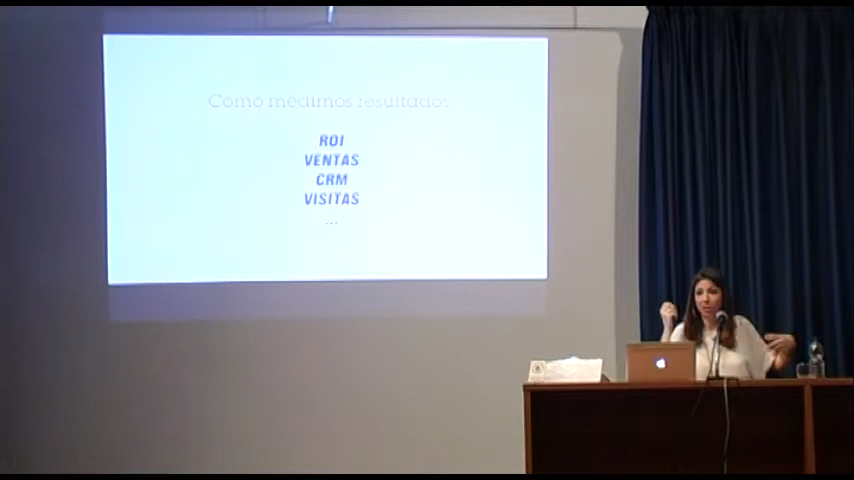 Como medimos resultados
ROI
VENTAS
CRM
VISITAS
...